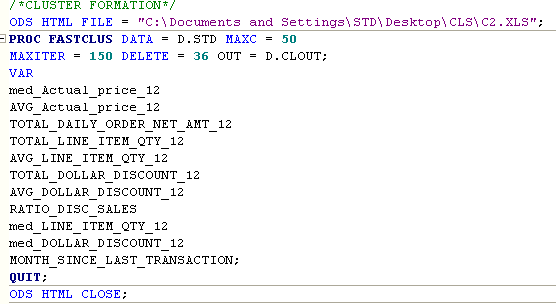 /*CLUSTER FORMATION*/
ODS HTML FILE = "C:\Documents and Settings\STD\Desktop\CLS\C2.XLS";
PROC FASTCLUS DATA = D.STD MAXC = 50
MAXITER = 150 DELETE = 36 OUT = D.CLOUT;
VAR
med_Actual_price_12
AVG_Actual_price_12
TOTAL_DAILY_ORDER_NET_AMT_12
TOTAL_LINE_ITEM_QTY_12
AVG_LINE_ITEM_QTY_12
TOTAL_DOLLAR_DISCOUNT_12
AVG_DOLLAR_DISCOUNT_12
RATIO_DISC_SALES
med_LINE_ITEM_QTY_12
med_DOLLAR_DISCOUNT_12
MONTH_SINCE_LAST_TRANSACTION;
QUIT;
ODS HTML CLOSE;